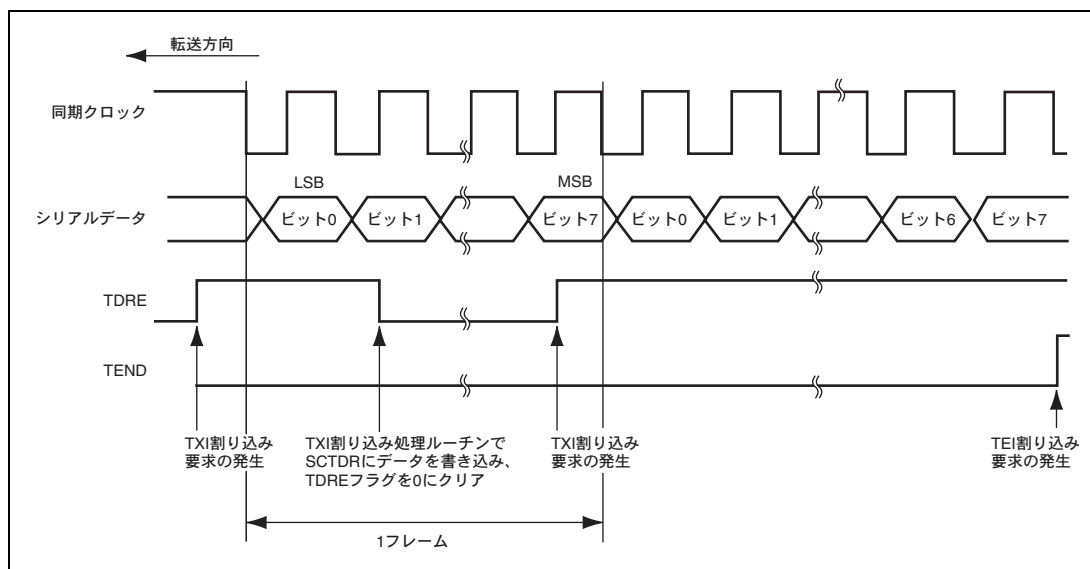 転送方向
同期クロック
LSB
MSB
シリアルデータ
ビット0
ビット1
ビット7
ビット0
ビット1
ビット6
ビット7
TDRE
TEND
TXI割り込み
要求の発生
TXI割り込み処理ルーチンで
SCTDRにデータを書き込み、
TDREフラグを0にクリア
TXI割り込み
要求の発生
TEI割り込み
要求の発生
1フレーム